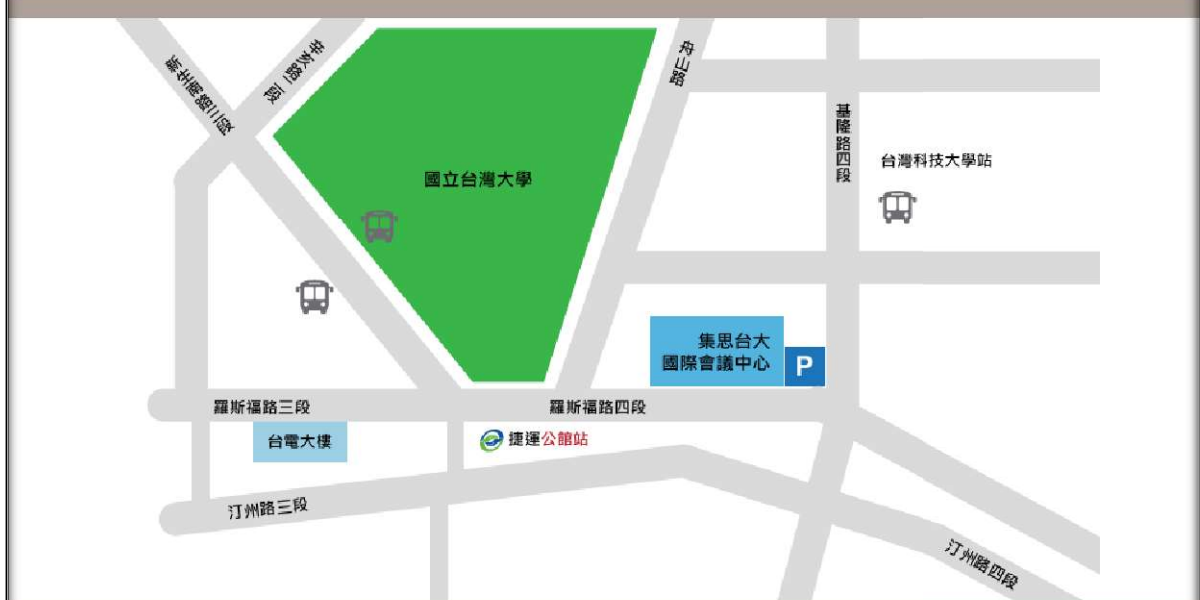 新生南路三段
辛亥路二段
舟山路
基隆路四段
台灣科技大學站
國立台灣大學
集思台大
國際會議中心
P
羅斯福路三段
羅斯福路四段
台電大樓
捷運公館站
汀州路三段
汀州路四段